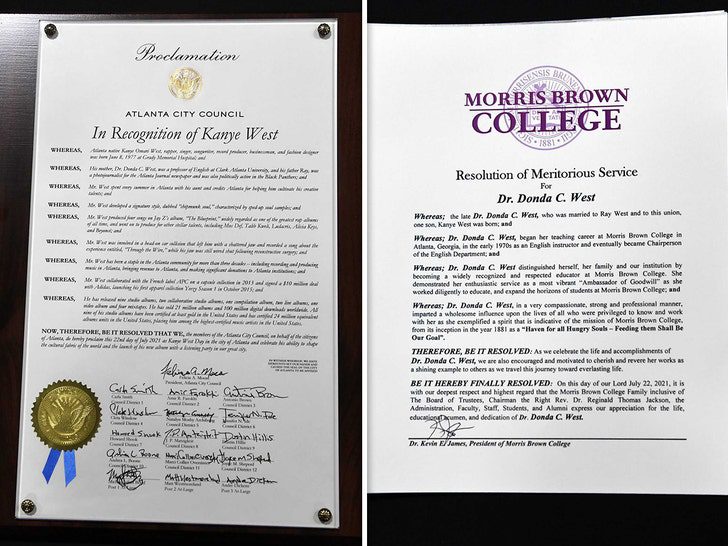 Proclamation
ATLANTA CITY COUNCIL
In Recognition of Kanye West
WHEREAS, Atlanta native Kanye Omari West, rapper, singer, songwriter, record producer, businessman, and fashion designer
was born June 8, 1977 at Grady Memorial Hospital; and
WHEREAS, His mother, Dr. Donda C. West, was a professor of English at Clark Atlanta University, and his father Ray, was
a photojournalist for the Atlanta Journal newspaper and was also politically active in the Black Panthers; and
WHEREAS, Mr. West spent every summer in Atlanta with his aunt and credits Atlanta for helping him cultivate his creative
talents; and
WHEREAS, Mr. West developed a signature style, dubbed "chipmunk soul," characterized by sped up soul samples; and
WHEREAS, Mr. West produced four songs on Jay Z's album, "The Blueprint," widely regarded as one of the greatest rap albums
of all time, and went on to produce for other stellar talents, including Mos Def, Talib Kweli, Ludacris, Alicia Keys,
and Beyonce; and
WHEREAS, Mr. West was involved in a head on car collision that left him with a shattered jaw and recorded a song about the
experience entitled, "Through the Wire," while his jaw was still wired shut following reconstructive surgery; and
WHEREAS, Mr. West has been a staple in the Atlanta community for more than three decades – including recording and producing
music in Atlanta, bringing revenue to Atlanta, and making significant donations to Atlanta institutions; and
WHEREAS, Mr. West collaborated with the French label APC on a capsule collection in 2013 and signed a $10 million deal
with Adidas, launching his first apparel collection Yeezy Season 1 in October 2015; and
WHEREAS, He has released nine studio albums, two collaborative studio albums, one compilation album, two live albums, one
video album and four mixtapes. He has sold 21 million albums and 100 million digital downloads worldwide. All
nine of his studio albums have been certified at least gold in the United States and has certified 24 million equivalent
albums units in the United States, placing him among the highest-certified music artists in the United States.
NOW, THEREFORE, BE IT RESOLVED THAT WE, the members of the Atlanta City Council, on behalf of the citizens
of Atlanta, do hereby proclaim this 22nd day of July 2021 as Kanye West Day in the city of Atlanta and celebrate his ability to shape
the cultural fabric of the world and the launch of his new album with a listening party in our great city.
President, Atlanta City Council
MORRIS BROWN
COLLEGE
1881
Resolution of Meritorious Service
For
Dr. Donda C. West
Whereas; the late Dr. Donda C. West, who was married to Ray West and to this union,
one son, Kanye West was born; and
Whereas; Dr. Donda C. West, began her teaching career at Morris Brown College in
Atlanta, Georgia, in the early 1970s as an English instructor and eventually became Chairperson
of the English Department; and
Whereas; Dr. Donda C. West distinguished herself, her family and our institution by
becoming a widely recognized and respected educator at Morris Brown College. She
demonstrated her enthusiastic service as a most vibrant "Ambassador of Goodwill" as she
worked diligently to educate, and expand the horizons of students at Morris Brown College; and
Whereas; Dr. Donda C. West, in a very compassionate, strong and professional manner,
imparted a wholesome influence upon the lives of all who were privileged to know and work
with her as she exemplified a spirit that is indicative of the mission of Morris Brown College,
from its inception in the year 1881 as a "Haven for all Hungry Souls – Feeding them Shall Be
Our Goal".
THEREFORE, BE IT RESOLVED: As we celebrate the life and accomplishments of
Dr. Donda C. West, we are also encouraged and motivated to cherish and revere her works as
a shining example to others as we travel this journey toward everlasting life.
BE IT HEREBY FINALLY RESOLVED: On this day of our Lord July 22, 2021, it is
with our deepest respect and highest regard that the Morris Brown College Family inclusive of
The Board of Trustees, Chairman the Right Rev. Dr. Reginald Thomas Jackson, the
Administration, Faculty, Staff, Students, and Alumni express our appreciation for the life,
educational acumen, and dedication of Dr. Donda C. West.
Dr. Kevin E. James, President of Morris Brown College